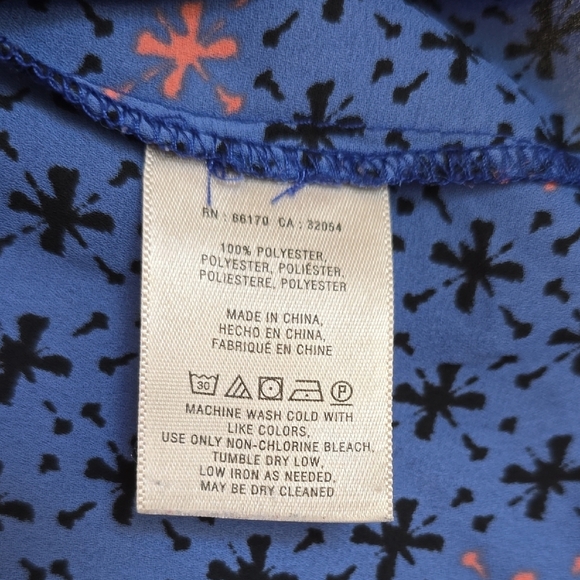 RN : 66170 CA : 32054
100% POLYESTER,
POLYESTER, POLIÉSTER,
POLIESTERE, POLYESTER
MADE IN CHINA,
HECHO EN CHINA,
FABRIQUÉ EN CHINE
30 P
MACHINE WASH COLD WITH
LIKE COLORS,
USE ONLY NON-CHLORINE BLEACH,
TUMBLE DRY LOW,
LOW IRON AS NEEDED,
MAY BE DRY CLEANED